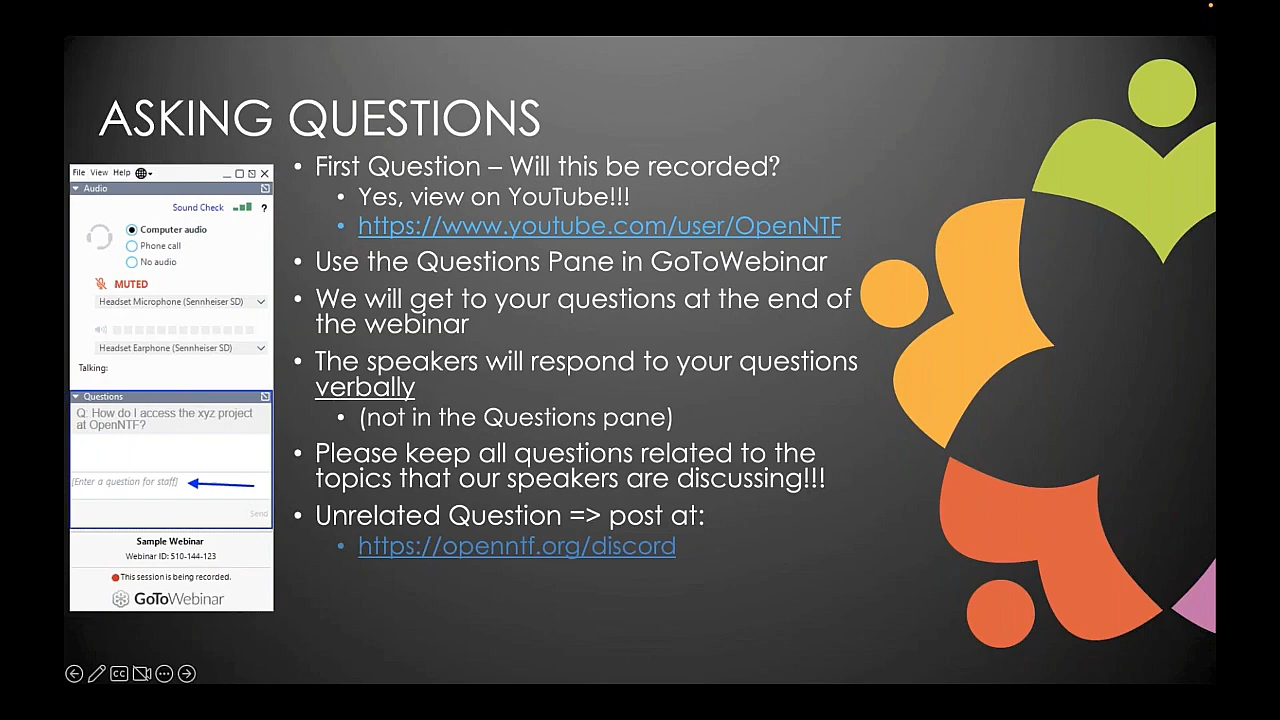 ASKING QUESTIONS
File View Help
Audio
Sound Check ?
Computer audio
Phone call
No audio
MUTED
Headset Microphone (Sennheiser SD)
Headset Earphone (Sennheiser SD)
Talking:
Questions
Q: How do I access the xyz project
at OpenNTF?
[Enter a question for staff]
Send
Sample Webinar
Webinar ID: 510-144-123
This session is being recorded.
GoToWebinar
• First Question – Will this be recorded?
• Yes, view on YouTube!!!
• https://www.youtube.com/user/OpenNTF
• Use the Questions Pane in GoToWebinar
• We will get to your questions at the end of
the webinar
• The speakers will respond to your questions
verbally
• (not in the Questions pane)
• Please keep all questions related to the
topics that our speakers are discussing!!!
• Unrelated Question => post at:
• https://openntf.org/discord
CC